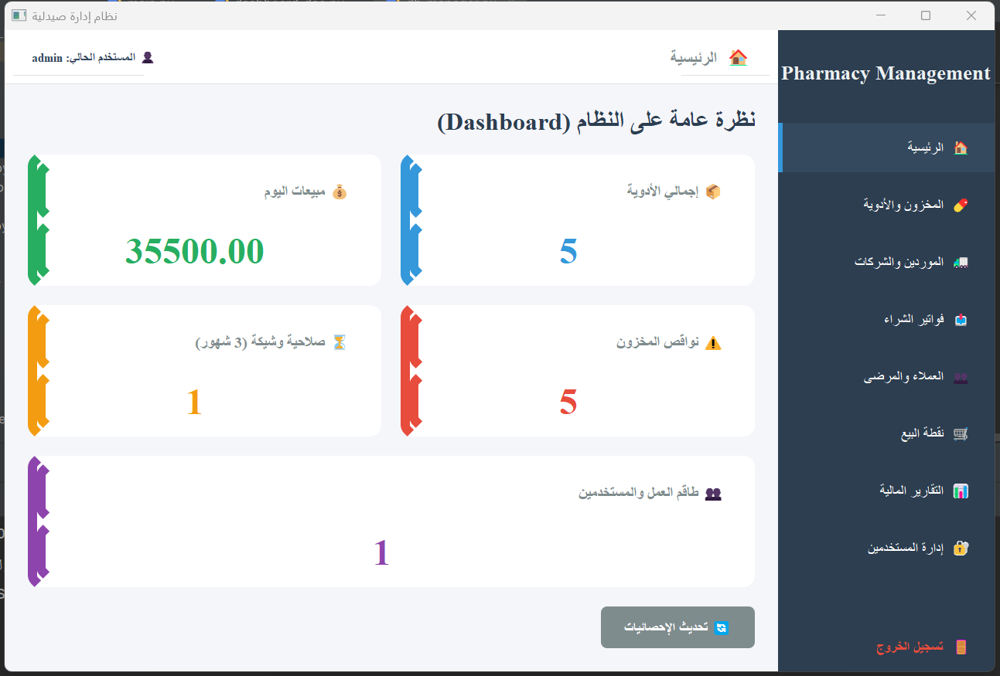 نظام إدارة صيدلية
Pharmacy Management
الرئيسية
المخزون والأدوية
الموردين والشركات
فواتير الشراء
العملاء والمرضى
نقطة البيع
التقارير المالية
إدارة المستخدمين
تسجيل الخروج
الرئيسية
المستخدم الحالي: admin
نظرة عامة على النظام (Dashboard)
إجمالي الأدوية
5
مبيعات اليوم
35500.00
نواقص المخزون
5
صلاحية وشيكة (3 شهور)
1
طاقم العمل والمستخدمين
1
تحديث الإحصائيات